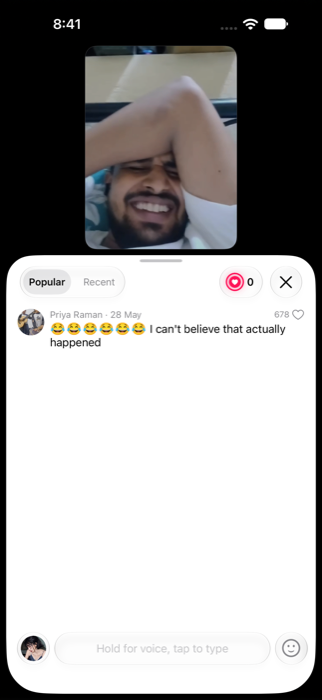 8:41
Popular
Recent
0
Priya Raman · 28 May
678
😂😂😂😂😂😂 I can't believe that actually
happened
Hold for voice, tap to type